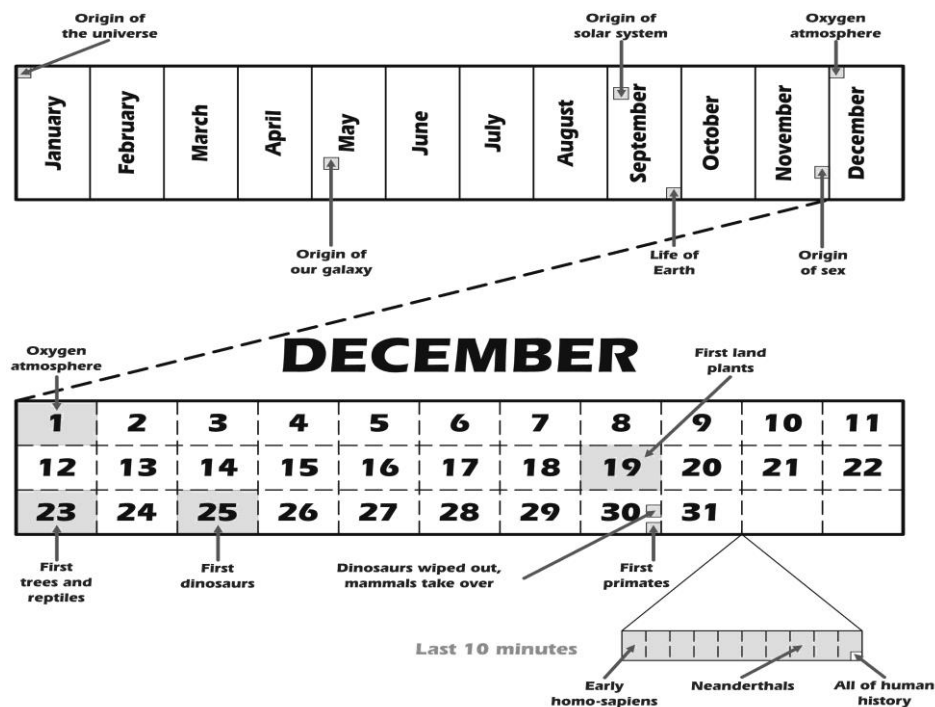 Origin of
the universe
Origin of
solar system
Oxygen
atmosphere
January
February
March
April
May
June
July
August
September
October
November
December
Origin of
our galaxy
Life of
Earth
Origin
of sex
Oxygen
atmosphere
DECEMBER
First land
plants
1 2 3 4 5 6 7 8 9 10 11
12 13 14 15 16 17 18 19 20 21 22
23 24 25 26 27 28 29 30 31
First
trees and
reptiles
First
dinosaurs
Dinosaurs wiped out,
mammals take over
First
primates
Last 10 minutes
Early
homo-sapiens
Neanderthals
All of human
history